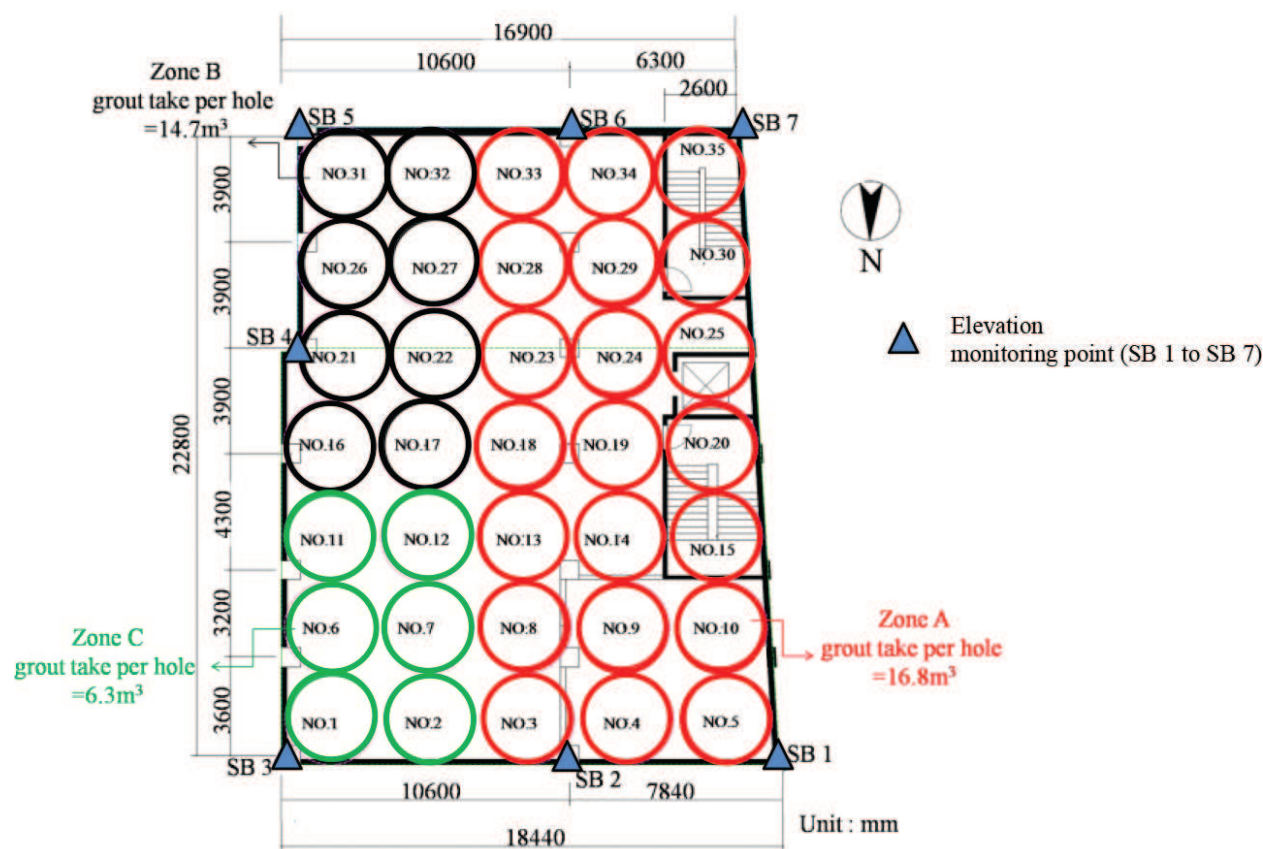 16900
10600
6300
2600
Zone B
grout take per hole
=14.7m³
SB 5
SB 6
SB 7
NO.31
NO.32
NO.33
NO.34
NO.35
3900
N
NO.26
NO.27
NO.28
NO.29
NO.30
3900
SB 4
NO.21
NO.22
NO.23
NO.24
NO.25
Elevation
monitoring point (SB 1 to SB 7)
3900
22800
NO.16
NO.17
NO.18
NO.19
NO.20
4300
NO.11
NO.12
NO.13
NO.14
NO.15
3200
Zone C
grout take per hole
=6.3m³
NO.6
NO.7
NO.8
NO.9
NO.10
Zone A
grout take per hole
=16.8m³
3600
NO.1
NO.2
NO.3
NO.4
NO.5
SB 3
SB 2
SB 1
10600
7840
18440
Unit : mm